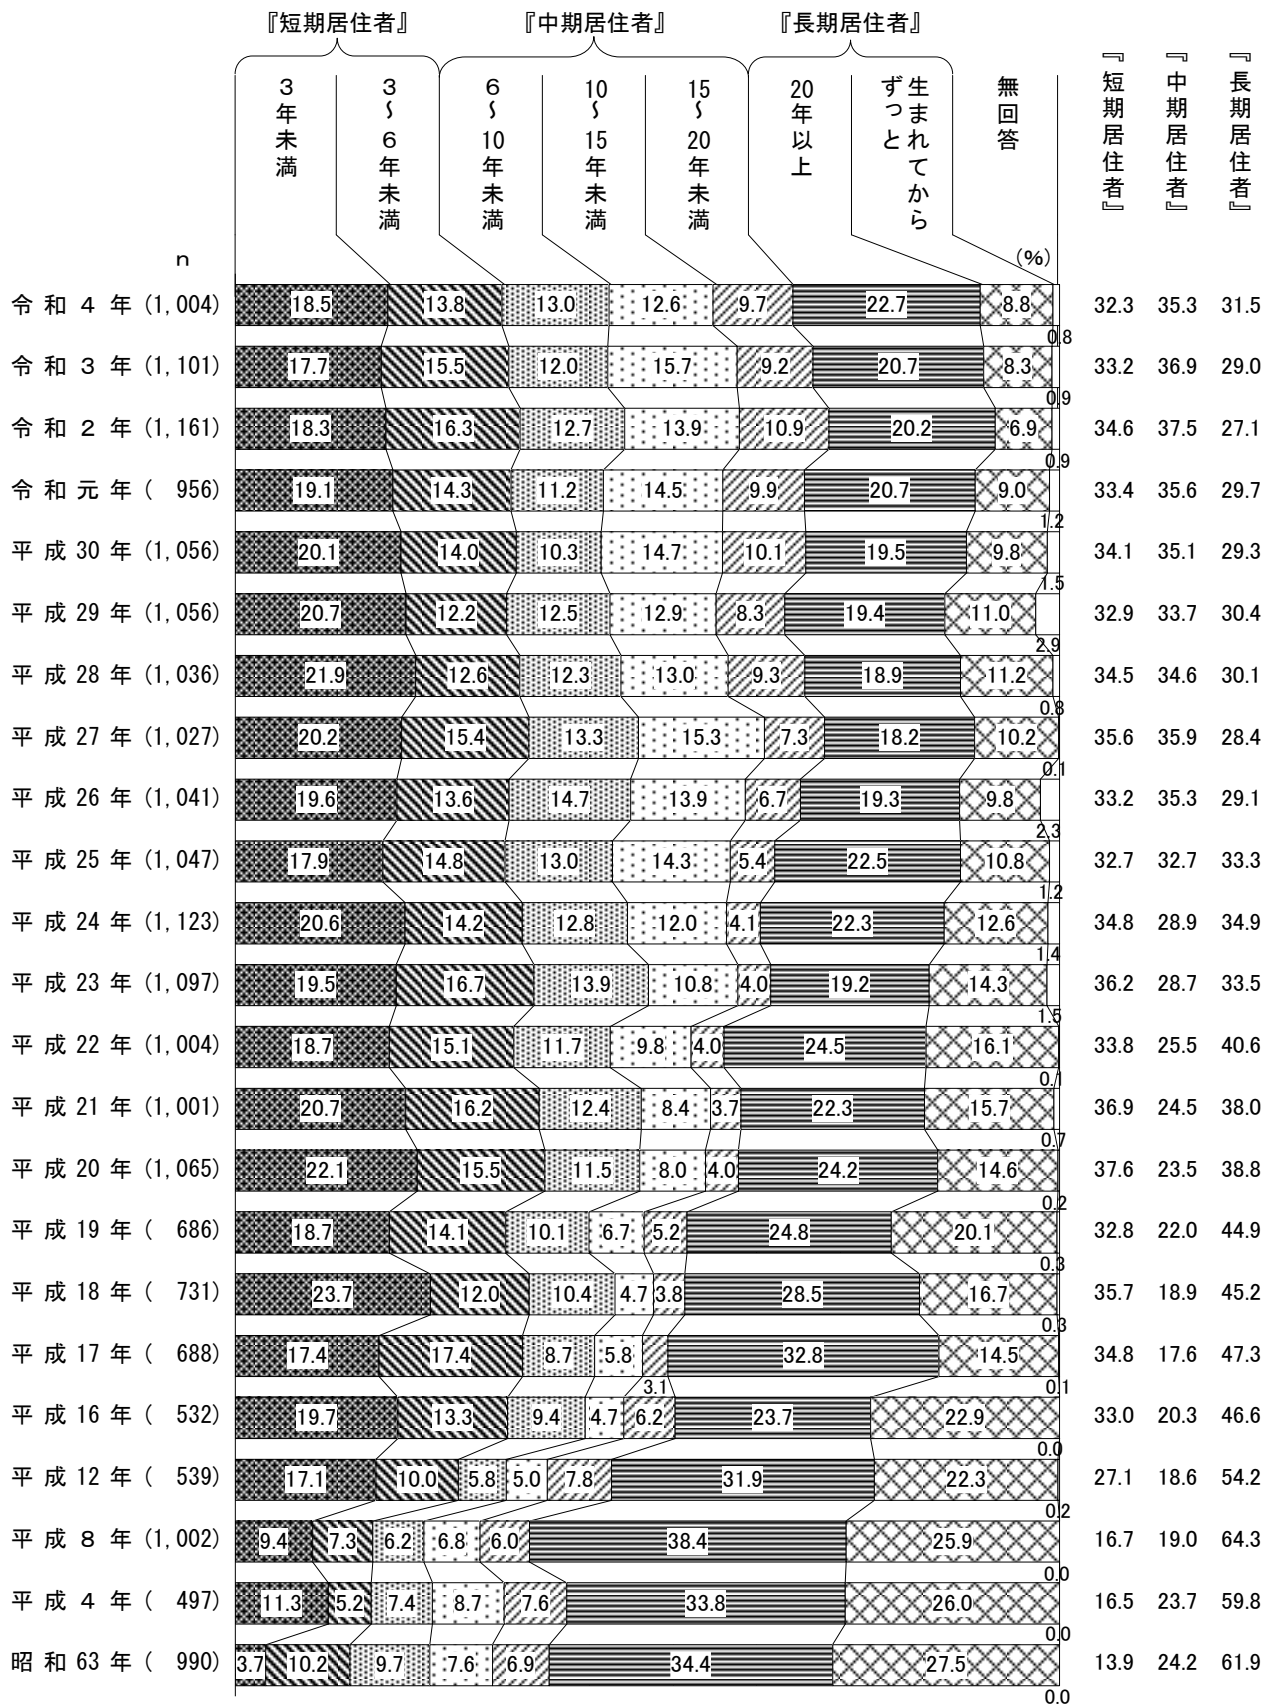 『短期居住者』 『中期居住者』 『長期居住者』
３年未満
３～６年未満
６～10年未満
10～15年未満
15～20年未満
20年以上
生まれてから
ずっと
無回答
『短期居住者』
『中期居住者』
『長期居住者』
ｎ (%)
令和４年(1,004) 18.5 13.8 13.0 12.6 9.7 22.7 8.8 32.3 35.3 31.5
0.8
令和３年(1,101) 17.7 15.5 12.0 15.7 9.2 20.7 8.3 33.2 36.9 29.0
0.9
令和２年(1,161) 18.3 16.3 12.7 13.9 10.9 20.2 6.9 34.6 37.5 27.1
0.9
令和元年( 956) 19.1 14.3 11.2 14.5 9.9 20.7 9.0 33.4 35.6 29.7
1.2
平成30年(1,056) 20.1 14.0 10.3 14.7 10.1 19.5 9.8 34.1 35.1 29.3
1.5
平成29年(1,056) 20.7 12.2 12.5 12.9 8.3 19.4 11.0 32.9 33.7 30.4
2.9
平成28年(1,036) 21.9 12.6 12.3 13.0 9.3 18.9 11.2 34.5 34.6 30.1
0.8
平成27年(1,027) 20.2 15.4 13.3 15.3 7.3 18.2 10.2 35.6 35.9 28.4
0.1
平成26年(1,041) 19.6 13.6 14.7 13.9 6.7 19.3 9.8 33.2 35.3 29.1
2.3
平成25年(1,047) 17.9 14.8 13.0 14.3 5.4 22.5 10.8 32.7 32.7 33.3
1.2
平成24年(1,123) 20.6 14.2 12.8 12.0 4.1 22.3 12.6 34.8 28.9 34.9
1.4
平成23年(1,097) 19.5 16.7 13.9 10.8 4.0 19.2 14.3 36.2 28.7 33.5
1.5
平成22年(1,004) 18.7 15.1 11.7 9.8 4.0 24.5 16.1 33.8 25.5 40.6
0.1
平成21年(1,001) 20.7 16.2 12.4 8.4 3.7 22.3 15.7 36.9 24.5 38.0
0.7
平成20年(1,065) 22.1 15.5 11.5 8.0 4.0 24.2 14.6 37.6 23.5 38.8
0.2
平成19年( 686) 18.7 14.1 10.1 6.7 5.2 24.8 20.1 32.8 22.0 44.9
0.3
平成18年( 731) 23.7 12.0 10.4 4.7 3.8 28.5 16.7 35.7 18.9 45.2
0.3
平成17年( 688) 17.4 17.4 8.7 5.8 32.8 14.5 34.8 17.6 47.3
3.1 0.1
平成16年( 532) 19.7 13.3 9.4 4.7 6.2 23.7 22.9 33.0 20.3 46.6
0.0
平成12年( 539) 17.1 10.0 5.8 5.0 7.8 31.9 22.3 27.1 18.6 54.2
0.2
平成８年(1,002) 9.4 7.3 6.2 6.8 6.0 38.4 25.9 16.7 19.0 64.3
0.0
平成４年( 497) 11.3 5.2 7.4 8.7 7.6 33.8 26.0 16.5 23.7 59.8
0.0
昭和63年( 990) 3.7 10.2 9.7 7.6 6.9 34.4 27.5 13.9 24.2 61.9
0.0